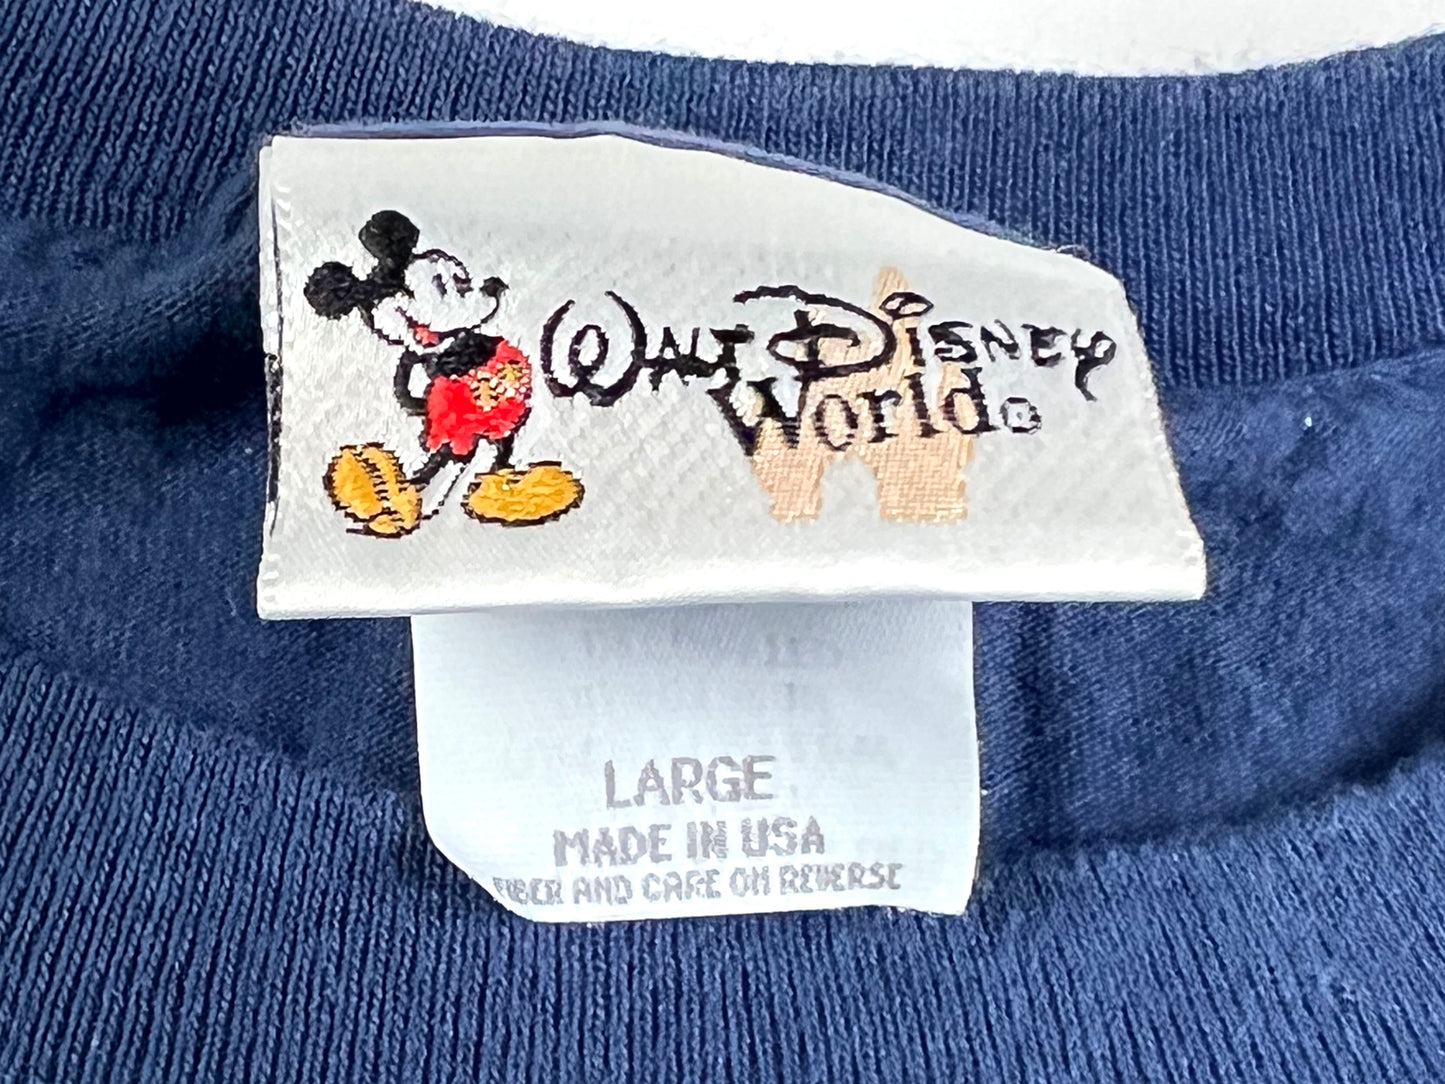 WALT DISNEY
World®
LARGE
MADE IN USA
FIBER AND CARE ON REVERSE